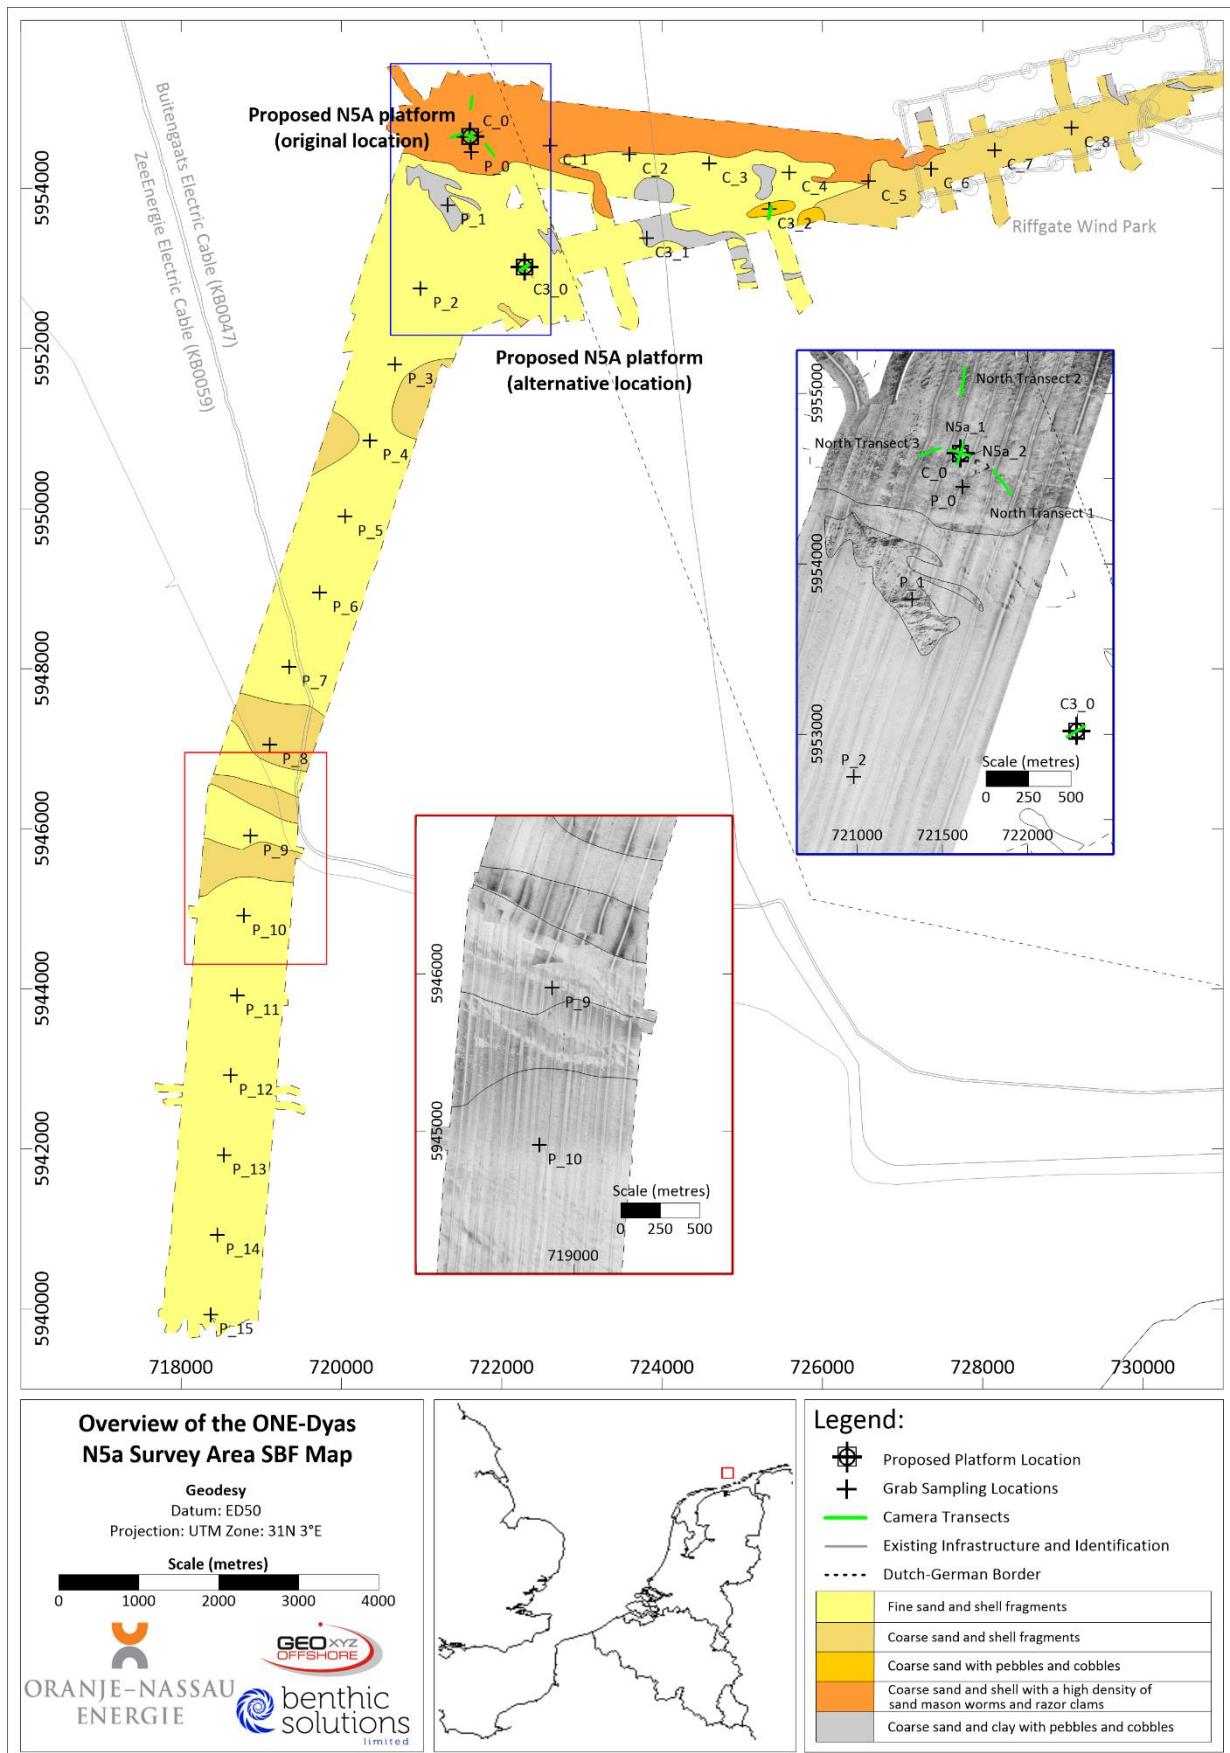 Buitengaats Electric Cable (KB0047)
ZeeEnergie Electric Cable (KB0059)
Proposed N5A platform
(original location)
C_0
P_0
C_1
C_2
C_3
C_4
C_5
C_6
C_7
C_8
P_1
C3_1
C3_2
Riffgate Wind Park
P_2
C3_0
Proposed N5A platform
(alternative location)
P_3
P_4
P_5
P_6
P_7
P_8
P_9
P_10
P_11
P_12
P_13
P_14
P_15
5954000
5952000
5950000
5948000
5946000
5944000
5942000
5940000
718000
720000
722000
724000
726000
728000
730000
5955000
5954000
5953000
North Transect 2
N5a_1
North Transect 3
N5a_2
C_0
P_0
North Transect 1
P_1
C3_0
P_2
Scale (metres)
0 250 500
721000 721500 722000
5946000
5945000
P_9
P_10
Scale (metres)
0 250 500
719000
Overview of the ONE-Dyas
N5a Survey Area SBF Map
Geodesy
Datum: ED50
Projection: UTM Zone: 31N 3°E
Scale (metres)
0 1000 2000 3000 4000
ORANJE-NASSAU
ENERGIE
GEO XYZ
OFFSHORE
benthic
solutions
limited
Legend:
Proposed Platform Location
Grab Sampling Locations
Camera Transects
Existing Infrastructure and Identification
Dutch-German Border
Fine sand and shell fragments
Coarse sand and shell fragments
Coarse sand with pebbles and cobbles
Coarse sand and shell with a high density of
sand mason worms and razor clams
Coarse sand and clay with pebbles and cobbles